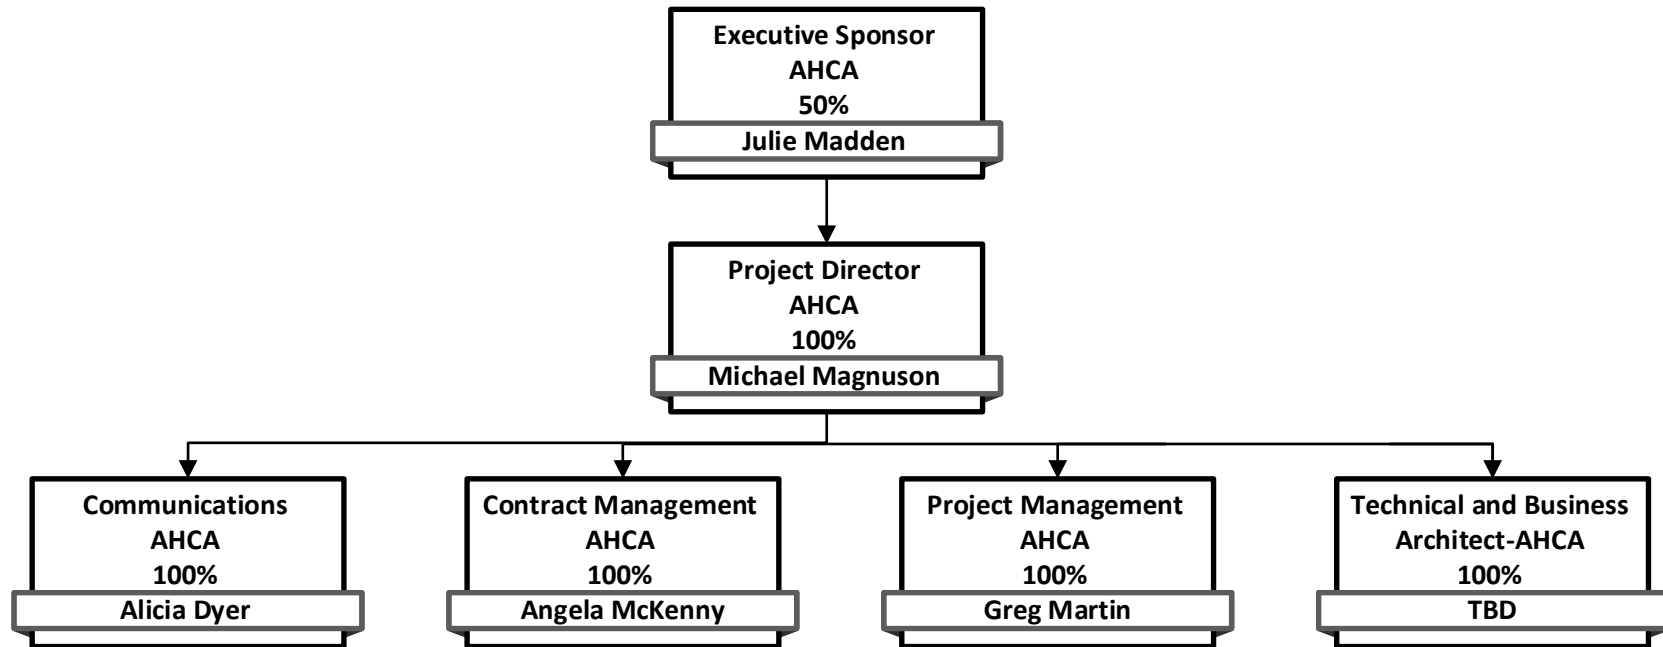 Executive Sponsor
AHCA
50%
Julie Madden
Project Director
AHCA
100%
Michael Magnuson
Communications
AHCA
100%
Alicia Dyer
Contract Management
AHCA
100%
Angela McKenny
Project Management
AHCA
100%
Greg Martin
Technical and Business
Architect-AHCA
100%
TBD